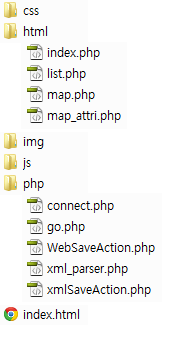 css
html
index.php
list.php
map.php
map_attri.php
img
js
php
connect.php
go.php
WebSaveAction.php
xml_parser.php
xmlSaveAction.php
index.html